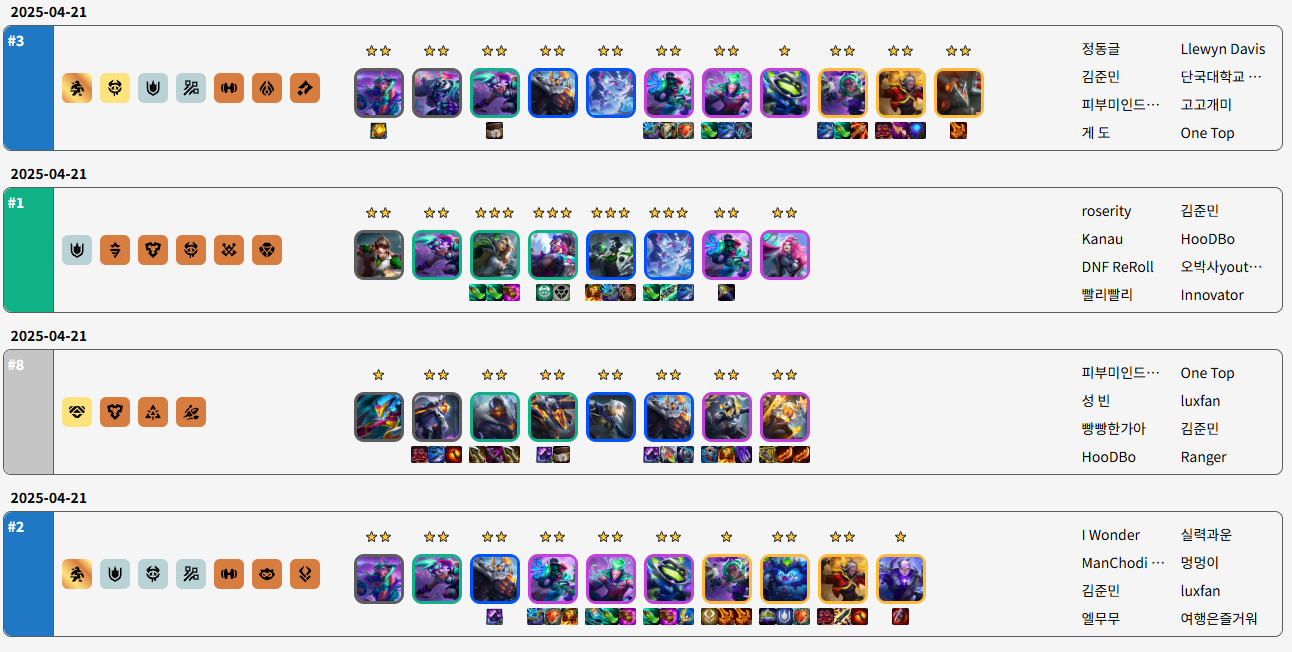 2025-04-21
#3
정동글 Llewyn Davis
김준민 단국대학교 ⋯
피부미인드⋯ 고고개미
게 도 One Top
2025-04-21
#1
roserity 김준민
Kanau HooDBo
DNF ReRoll 오박사yout⋯
빨리빨리 Innovator
2025-04-21
#8
피부미인드⋯ One Top
성 빈 luxfan
빵빵한가아 김준민
HooDBo Ranger
2025-04-21
#2
I Wonder 실력과운
ManChodi ⋯ 멍멍이
김준민 luxfan
엘무무 여행은즐거워